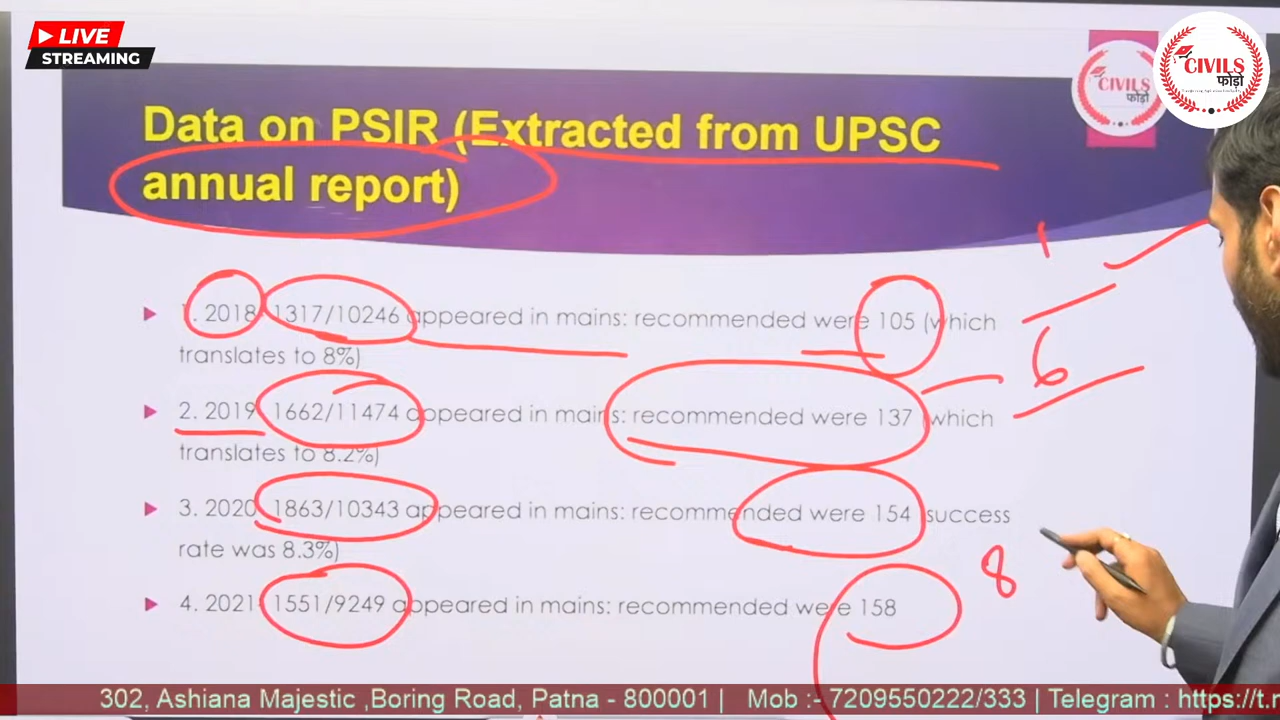 LIVE
STREAMING
CIVILS
फोड़ो
CIVILS
फोड़ो
Data on PSIR (Extracted from UPSC
annual report)
1. 2018 1317/10246 appeared in mains: recommended were 105 (which
translates to 8%)
2. 2019 1662/11474 appeared in mains: recommended were 137 (which
translates to 8.2%)
3. 2020 1863/10343 appeared in mains: recommended were 154 (success
rate was 8.3%)
4. 2021 1551/9249 appeared in mains: recommended were 158
1
6
8
302, Ashiana Majestic ,Boring Road, Patna - 800001 | Mob :- 7209550222/333 | Telegram : https://t.